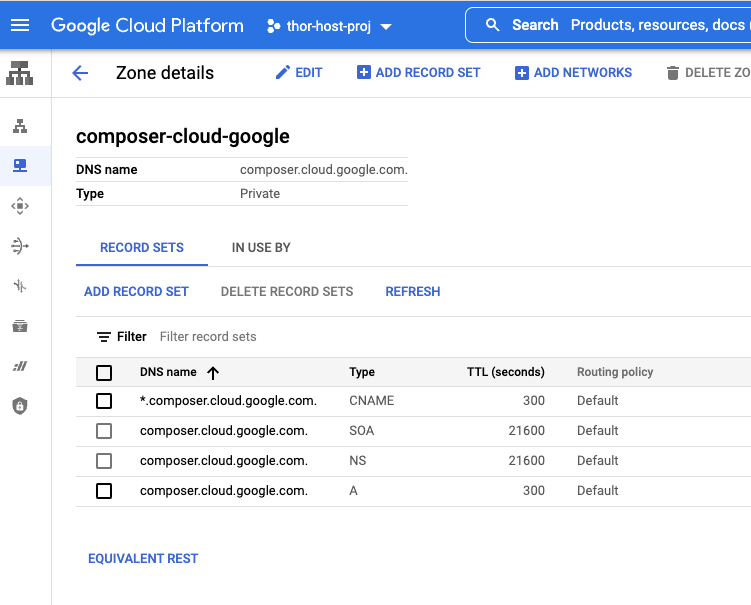 Google Cloud Platform
thor-host-proj
Search Products, resources, docs
Zone details
EDIT
ADD RECORD SET
ADD NETWORKS
DELETE ZO
composer-cloud-google
DNS name composer.cloud.google.com.
Type Private
RECORD SETS IN USE BY
ADD RECORD SET DELETE RECORD SETS REFRESH
Filter Filter record sets
DNS name Type TTL (seconds) Routing policy
*.composer.cloud.google.com. CNAME 300 Default
composer.cloud.google.com. SOA 21600 Default
composer.cloud.google.com. NS 21600 Default
composer.cloud.google.com. A 300 Default
EQUIVALENT REST